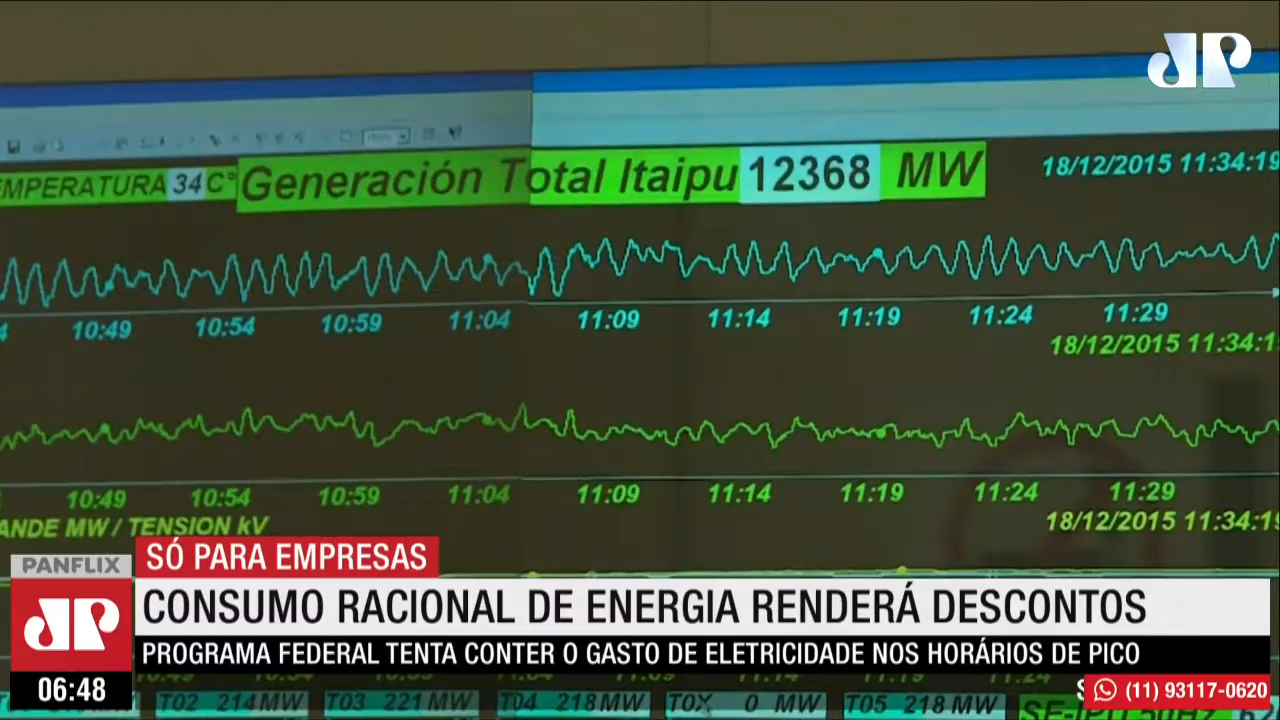 JP
EMPERATURA 34 C° Generación Total Itaipu 12368 MW 18/12/2015 11:34:19
10:49 10:54 10:59 11:04 11:09 11:14 11:19 11:24 11:29
18/12/2015 11:34:19
10:49 10:54 10:59 11:04 11:09 11:14 11:19 11:24 11:29
ANDE MW / TENSION kV 18/12/2015 11:34:19
SÓ PARA EMPRESAS
PANFLIX
JP
CONSUMO RACIONAL DE ENERGIA RENDERÁ DESCONTOS
PROGRAMA FEDERAL TENTA CONTER O GASTO DE ELETRICIDADE NOS HORÁRIOS DE PICO
06:48
T02 214 MW T03 221 MW T04 218 MW T0X 0 MW T05 218 MW
(11) 93117-0620